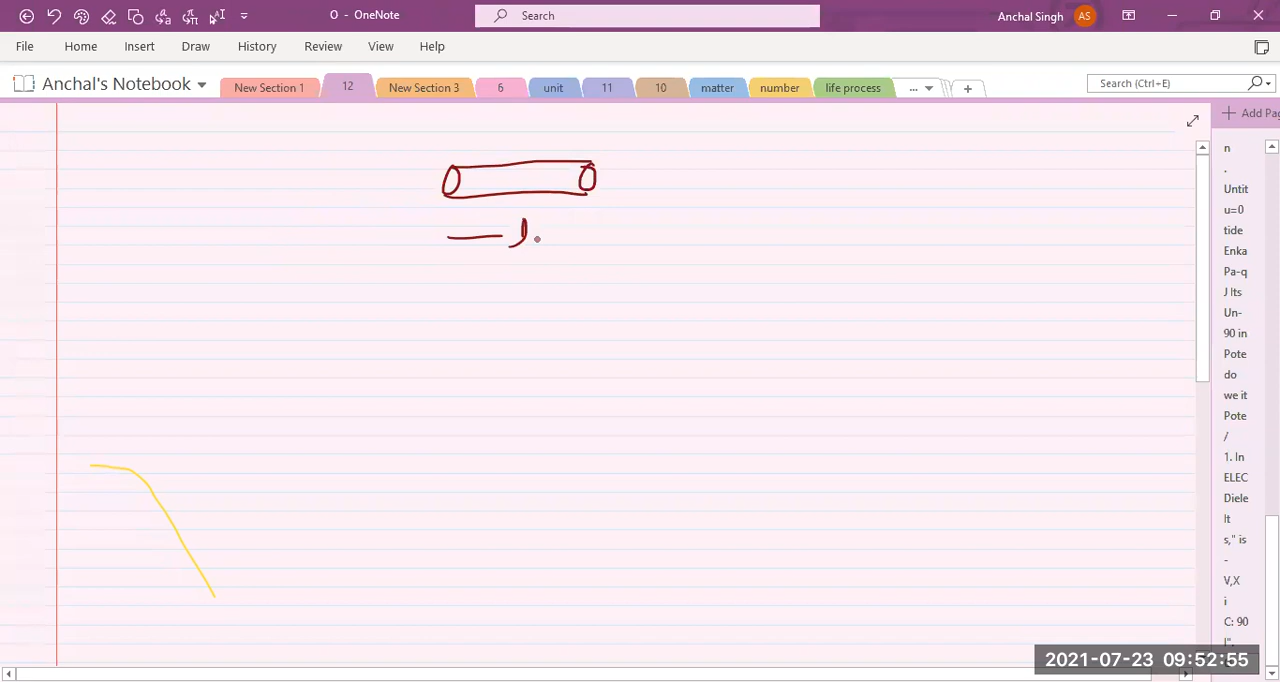 O - OneNote
Search
Anchal Singh
AS
File Home Insert Draw History Review View Help
Anchal's Notebook
New Section 1 12 New Section 3 6 unit 11 10 matter number life process ... +
Search (Ctrl+E)
+ Add Pag
n
.
Untit
u=0
tide
Enka
Pa-q
J Its
Un-
90 in
Pote
do
we it
Pote
/
1. In
ELEC
Diele
It
s," is
-
V,X
i
C: 90
2021-07-23 09:52:55